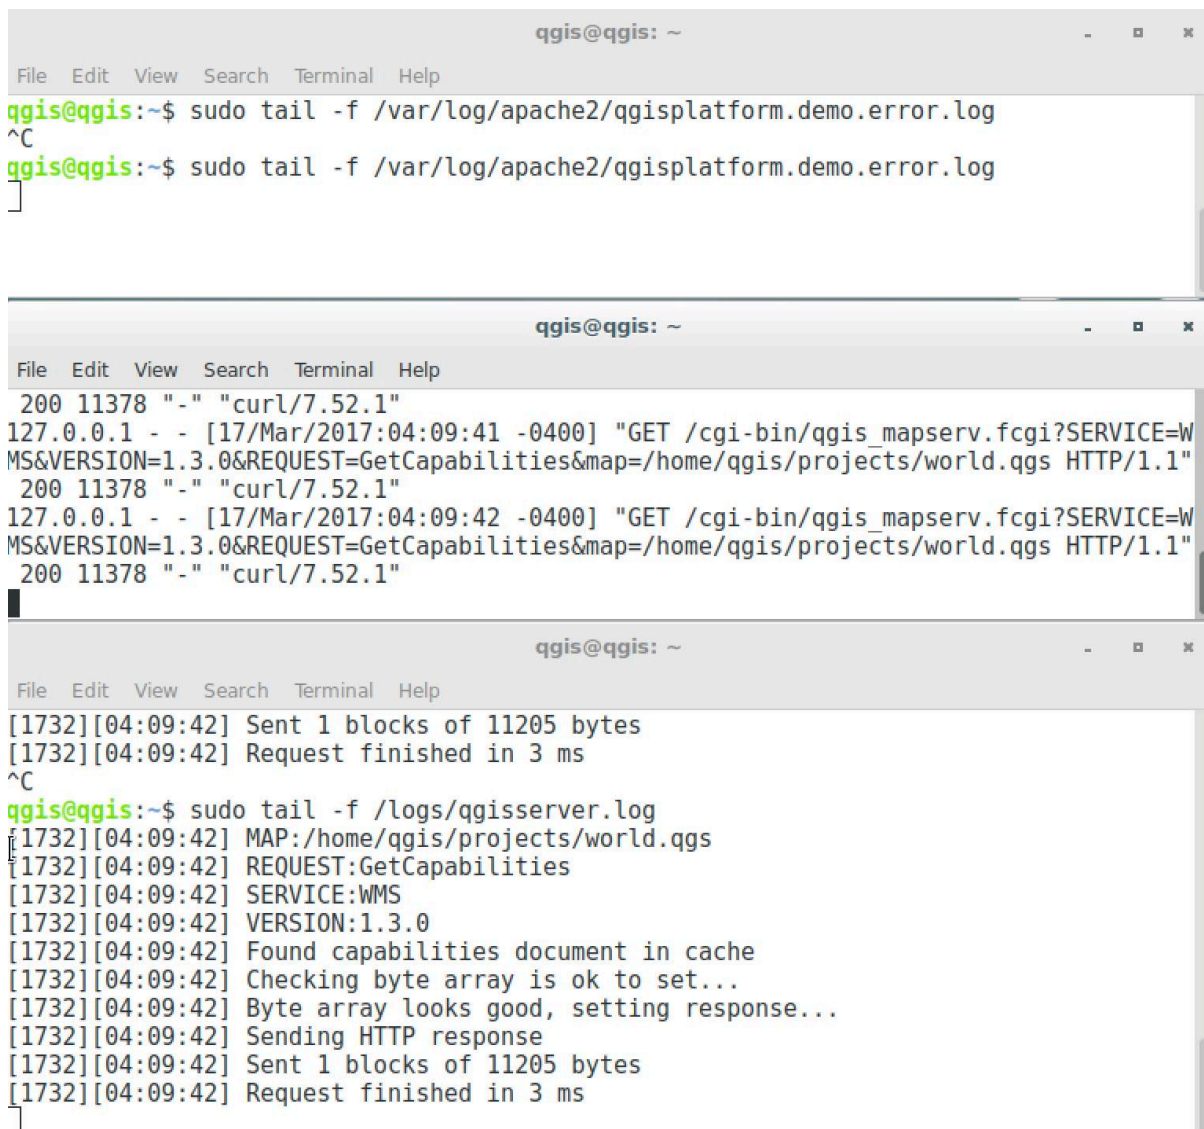 qgis@qgis: ~
File Edit View Search Terminal Help
qgis@qgis:~$ sudo tail -f /var/log/apache2/qgisplatform.demo.error.log
^C
qgis@qgis:~$ sudo tail -f /var/log/apache2/qgisplatform.demo.error.log
qgis@qgis: ~
File Edit View Search Terminal Help
200 11378 "-" "curl/7.52.1"
127.0.0.1 - - [17/Mar/2017:04:09:41 -0400] "GET /cgi-bin/qgis_mapserv.fcgi?SERVICE=W
MS&VERSION=1.3.0&REQUEST=GetCapabilities&map=/home/qgis/projects/world.qgs HTTP/1.1"
200 11378 "-" "curl/7.52.1"
127.0.0.1 - - [17/Mar/2017:04:09:42 -0400] "GET /cgi-bin/qgis_mapserv.fcgi?SERVICE=W
MS&VERSION=1.3.0&REQUEST=GetCapabilities&map=/home/qgis/projects/world.qgs HTTP/1.1"
200 11378 "-" "curl/7.52.1"
qgis@qgis: ~
File Edit View Search Terminal Help
[1732][04:09:42] Sent 1 blocks of 11205 bytes
[1732][04:09:42] Request finished in 3 ms
^C
qgis@qgis:~$ sudo tail -f /logs/qgisserver.log
[1732][04:09:42] MAP:/home/qgis/projects/world.qgs
[1732][04:09:42] REQUEST:GetCapabilities
[1732][04:09:42] SERVICE:WMS
[1732][04:09:42] VERSION:1.3.0
[1732][04:09:42] Found capabilities document in cache
[1732][04:09:42] Checking byte array is ok to set...
[1732][04:09:42] Byte array looks good, setting response...
[1732][04:09:42] Sending HTTP response
[1732][04:09:42] Sent 1 blocks of 11205 bytes
[1732][04:09:42] Request finished in 3 ms